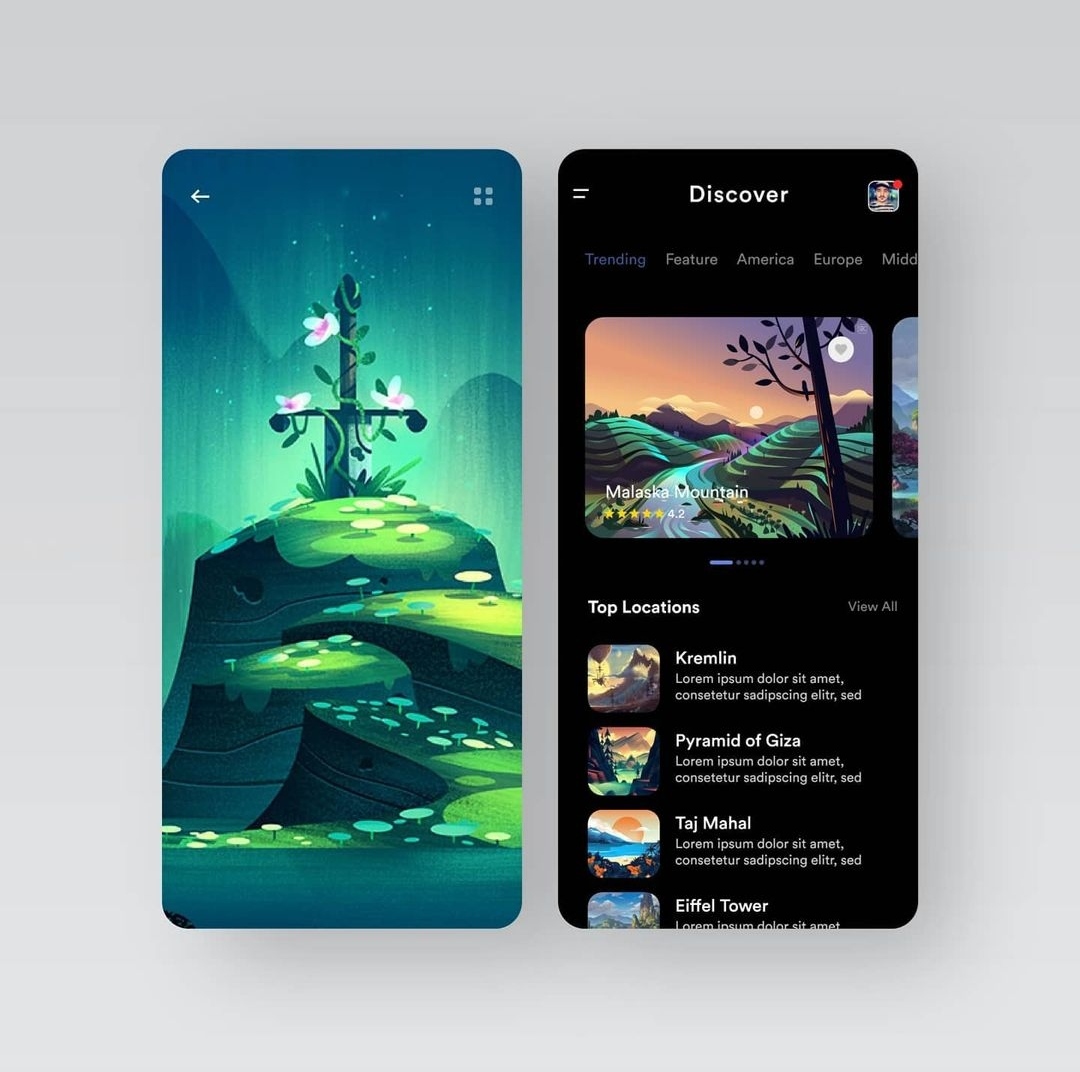 Discover
Trending Feature America Europe Midd
Malaska Mountain
4.2
Top Locations
View All
Kremlin
Lorem ipsum dolor sit amet,
consetetur sadipscing elitr, sed
Pyramid of Giza
Lorem ipsum dolor sit amet,
consetetur sadipscing elitr, sed
Taj Mahal
Lorem ipsum dolor sit amet,
consetetur sadipscing elitr, sed
Eiffel Tower
Lorem ipsum dolor sit amet,